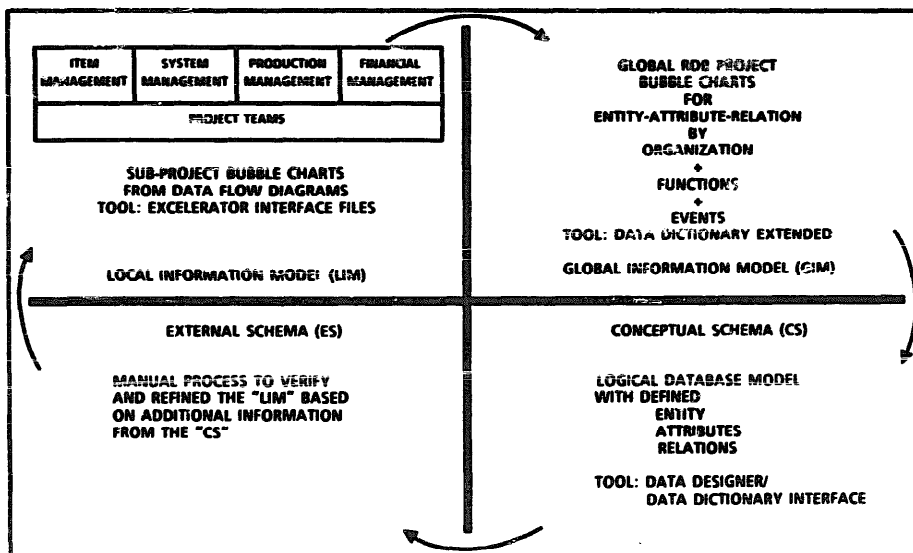 ITEM MANAGEMENT
SYSTEM MANAGEMENT
PRODUCTION MANAGEMENT
FINANCIAL MANAGEMENT
PROJECT TEAMS
SUB-PROJECT BUBBLE CHARTS
FROM DATA FLOW DIAGRAMS
TOOL: EXCELERATOR INTERFACE FILES
LOCAL INFORMATION MODEL (LIM)
GLOBAL RDB PROJECT
BUBBLE CHARTS
FOR
ENTITY-ATTRIBUTE-RELATION
BY
ORGANIZATION
+
FUNCTIONS
+
EVENTS
TOOL: DATA DICTIONARY EXTENDED
GLOBAL INFORMATION MODEL (GIM)
EXTERNAL SCHEMA (ES)
MANUAL PROCESS TO VERIFY
AND REFINED THE "LIM" BASED
ON ADDITIONAL INFORMATION
FROM THE "CS"
CONCEPTUAL SCHEMA (CS)
LOGICAL DATABASE MODEL
WITH DEFINED
ENTITY
ATTRIBUTES
RELATIONS
TOOL: DATA DESIGNER/
DATA DICTIONARY INTERFACE